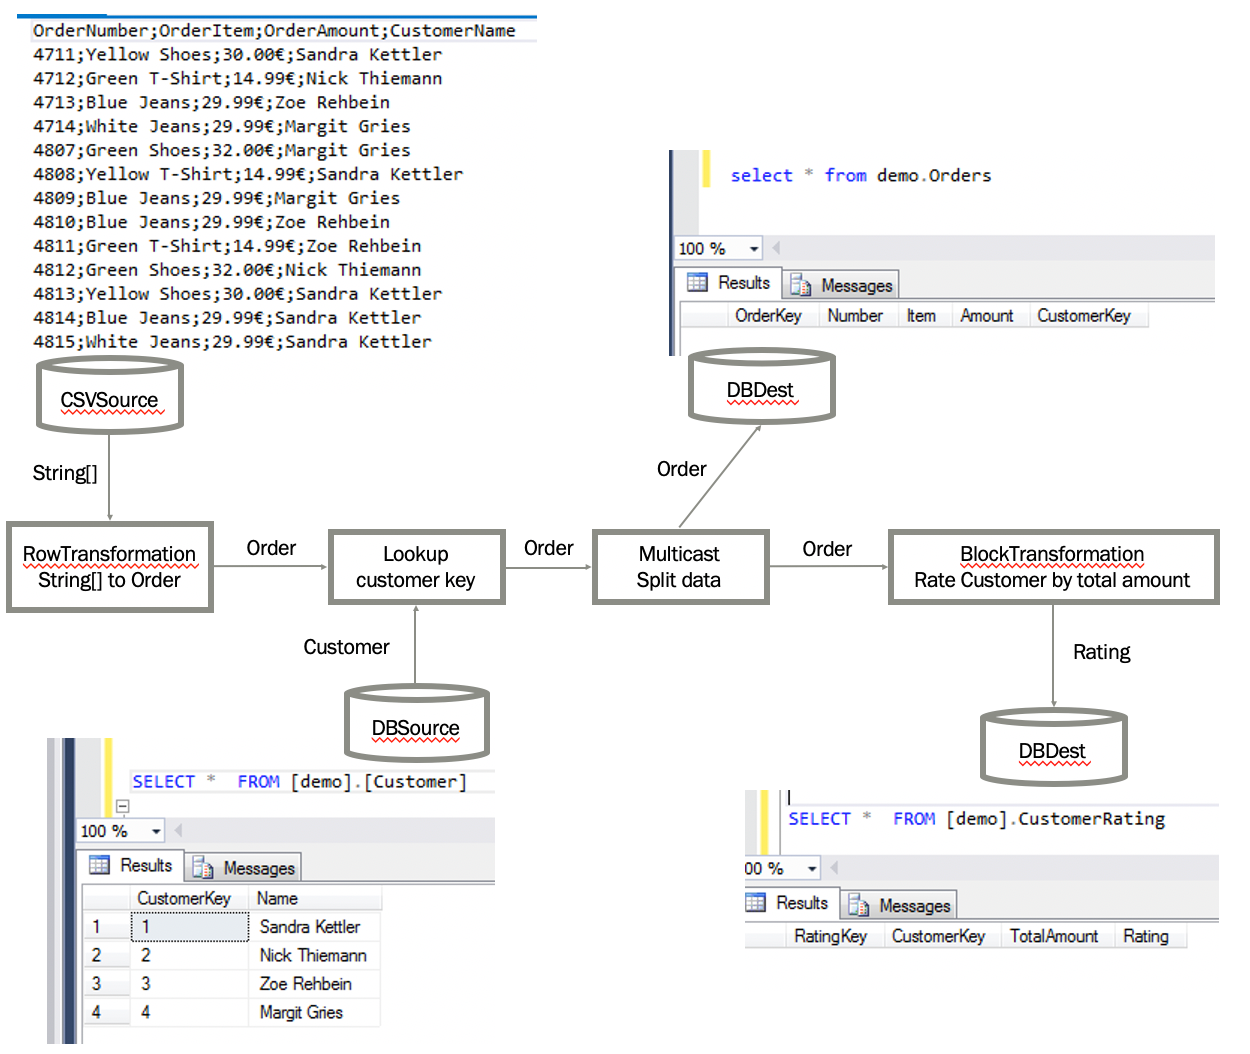 OrderNumber;OrderItem;OrderAmount;CustomerName
4711;Yellow Shoes;30.00€;Sandra Kettler
4712;Green T-Shirt;14.99€;Nick Thiemann
4713;Blue Jeans;29.99€;Zoe Rehbein
4714;White Jeans;29.99€;Margit Gries
4807;Green Shoes;32.00€;Margit Gries
4808;Yellow T-Shirt;14.99€;Sandra Kettler
4809;Blue Jeans;29.99€;Margit Gries
4810;Blue Jeans;29.99€;Zoe Rehbein
4811;Green T-Shirt;14.99€;Zoe Rehbein
4812;Green Shoes;32.00€;Nick Thiemann
4813;Yellow Shoes;30.00€;Sandra Kettler
4814;Blue Jeans;29.99€;Sandra Kettler
4815;White Jeans;29.99€;Sandra Kettler
CSVSource
String[]
RowTransformation
String[] to Order
Order
Lookup
customer key
Order
Multicast
Split data
Order
BlockTransformation
Rate Customer by total amount
Order
DBDest
select * from demo.Orders
100 %
Results Messages
OrderKey Number Item Amount CustomerKey
Customer
DBSource
SELECT * FROM [demo].[Customer]
100 %
Results Messages
CustomerKey Name
1 1 Sandra Kettler
2 2 Nick Thiemann
3 3 Zoe Rehbein
4 4 Margit Gries
Rating
DBDest
SELECT * FROM [demo].CustomerRating
00 %
Results Messages
RatingKey CustomerKey TotalAmount Rating